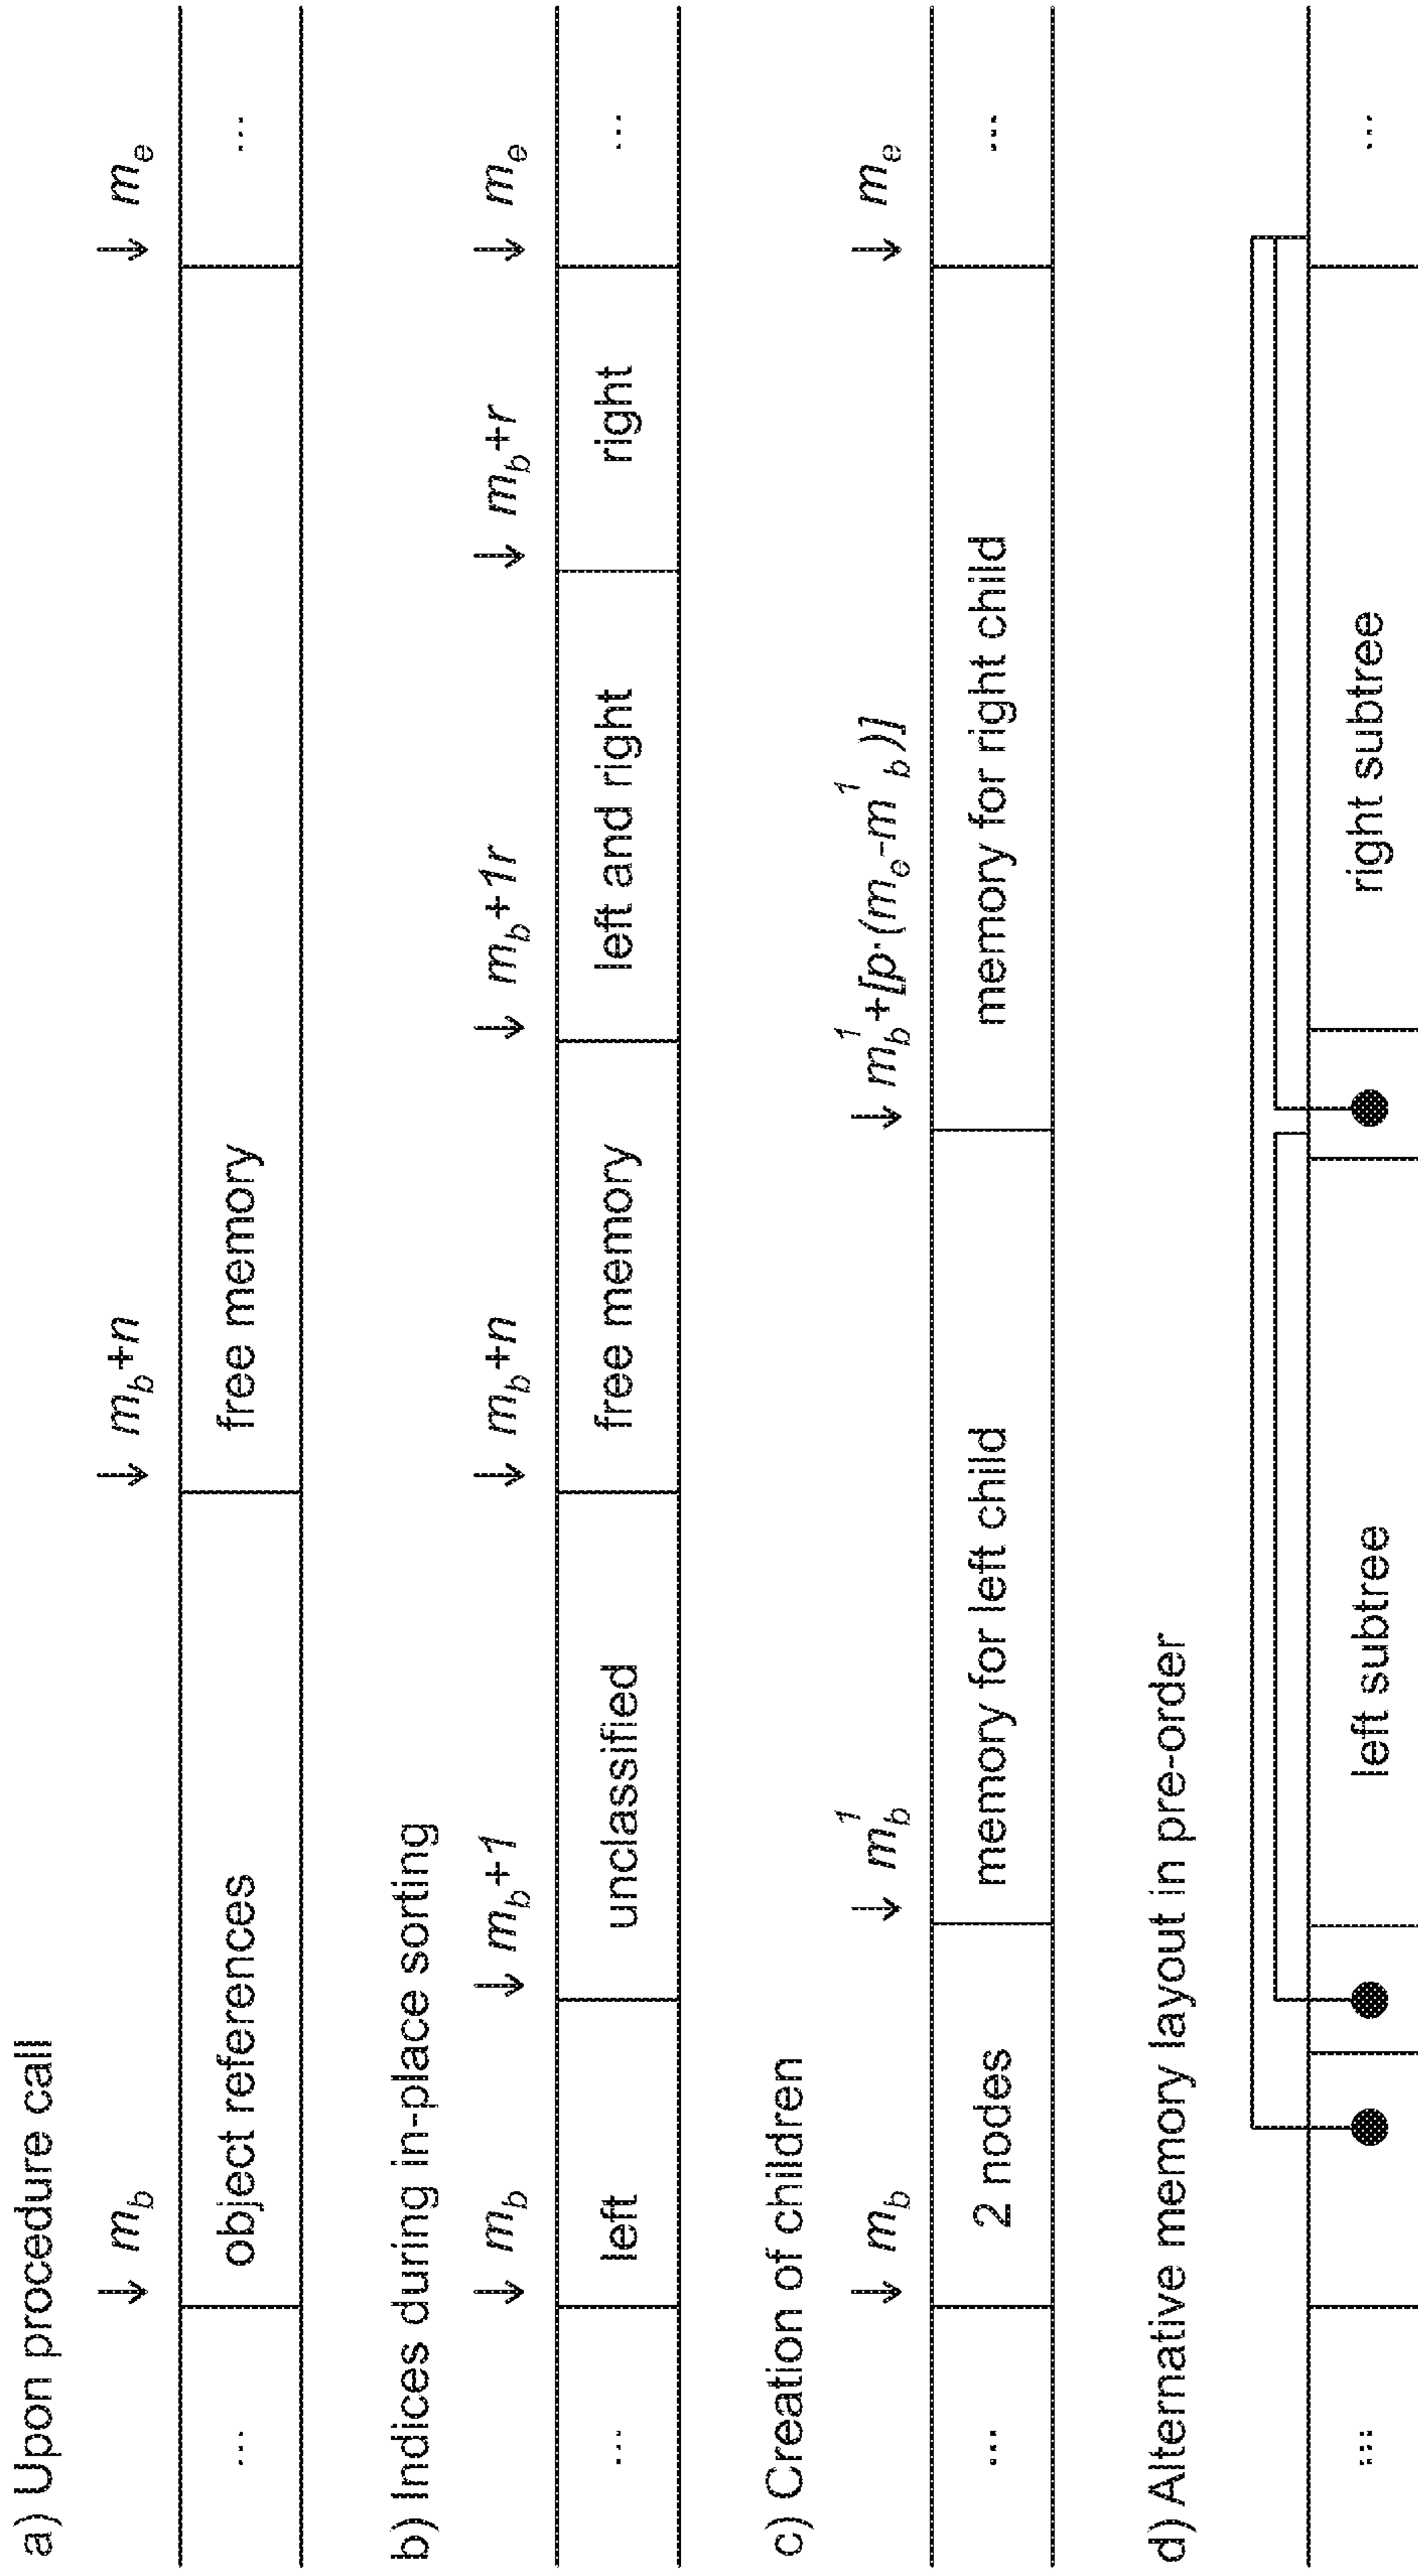 a) Upon procedure call
↓ m_b ↓ m_b+n ↓ m_e
... object references free memory ...
b) Indices during in-place sorting
↓ m_b ↓ m_b+1 ↓ m_b+n ↓ m_b+1r ↓ m_b+r ↓ m_e
... left unclassified free memory left and right right ...
c) Creation of children
↓ m_b ↓ m_b^1 ↓ m_b^1+[p·(m_e-m^1_b)] ↓ m_e
... 2 nodes memory for left child memory for right child ...
d) Alternative memory layout in pre-order
... left subtree right subtree ...